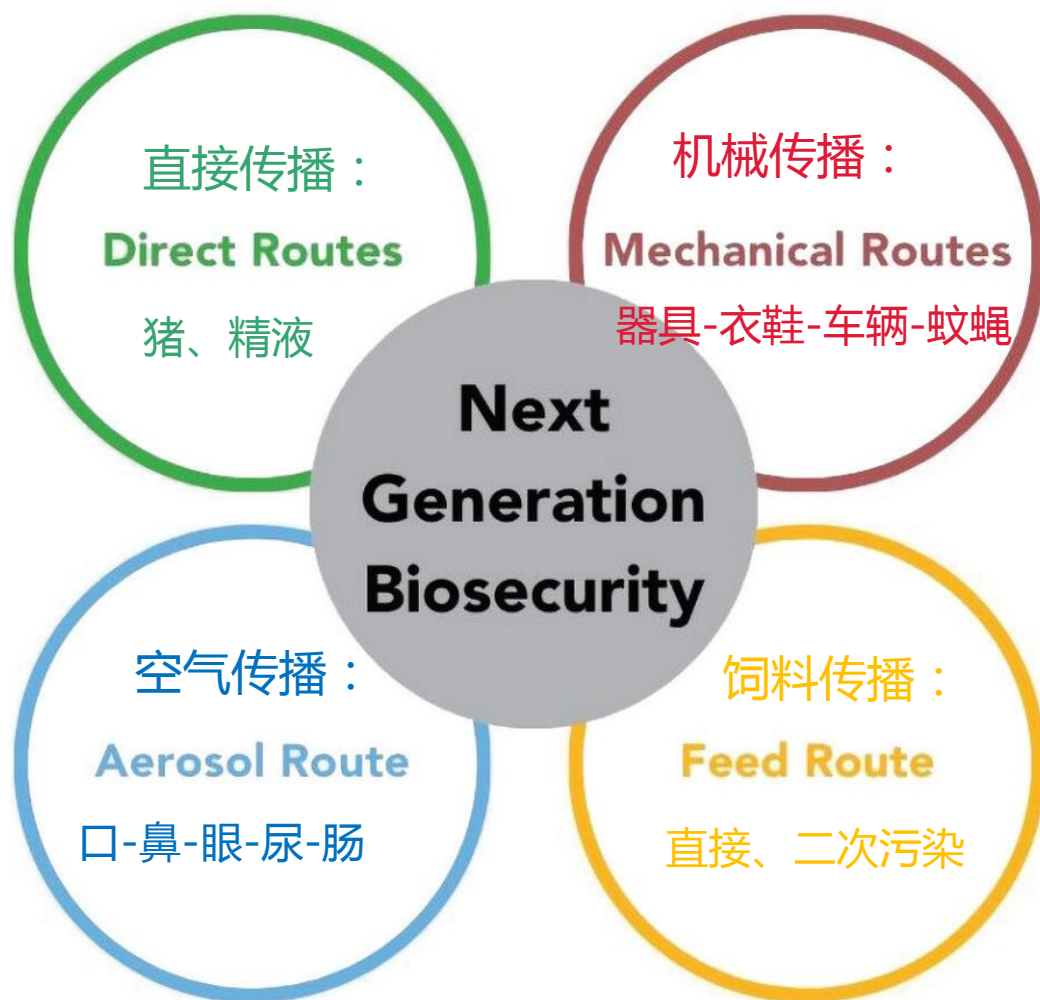 直接传播：
Direct Routes
猪、精液
机械传播：
Mechanical Routes
器具-衣鞋-车辆-蚊蝇
Next
Generation
Biosecurity
空气传播：
Aerosol Route
口-鼻-眼-尿-肠
饲料传播：
Feed Route
直接、二次污染